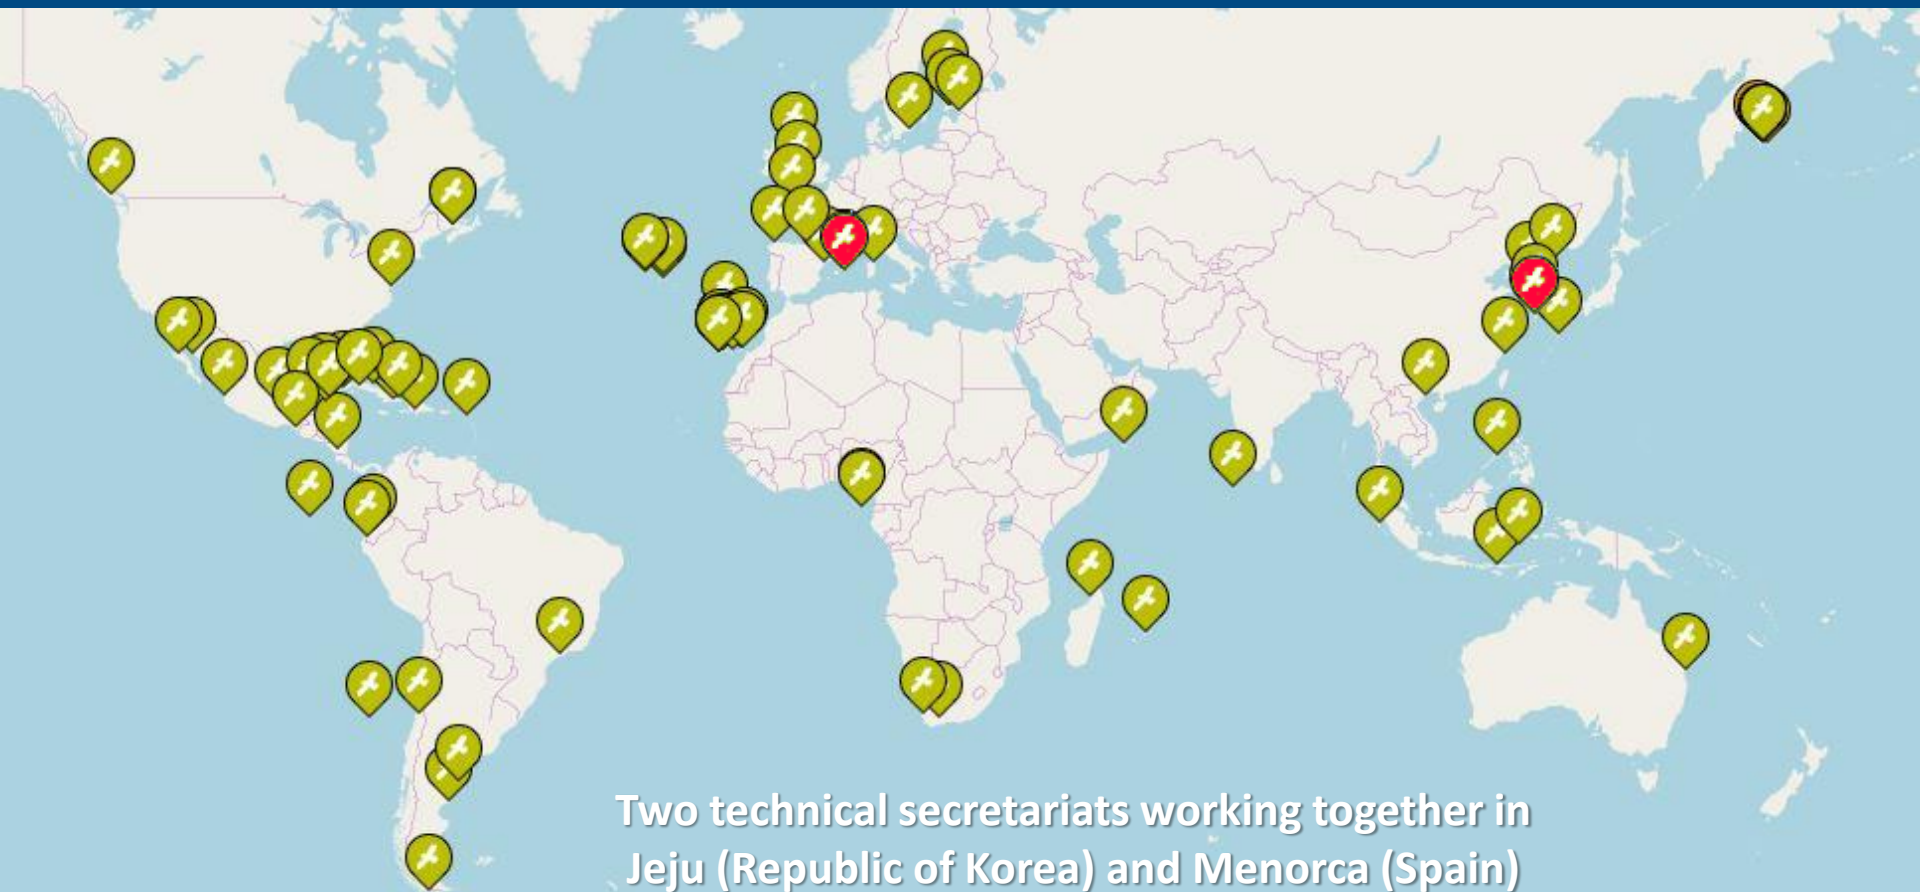 Two technical secretariats working together in
Jeju (Republic of Korea) and Menorca (Spain)